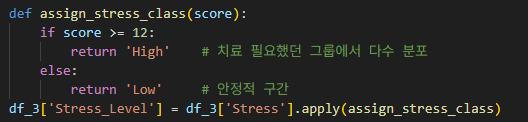 def assign_stress_class(score):
    if score >= 12:
        return 'High'    # 치료 필요했던 그룹에서 다수 분포
    else:
        return 'Low'     # 안정적 구간
df_3['Stress_Level'] = df_3['Stress'].apply(assign_stress_class)